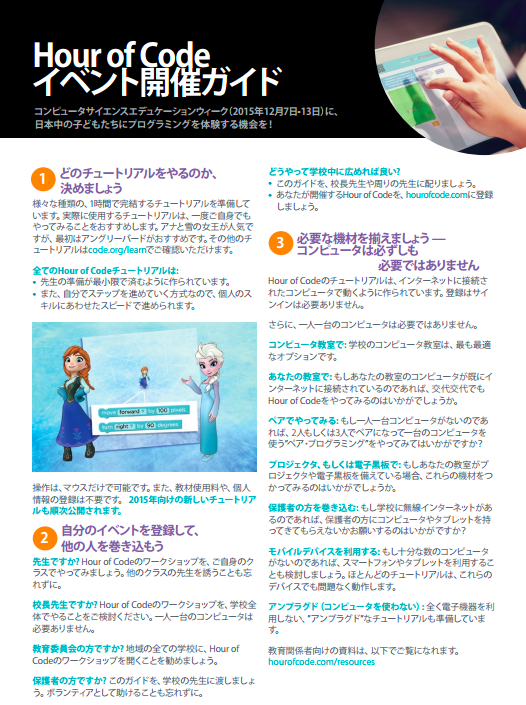 Hour of Code
イベント開催ガイド
コンピュータサイエンスエデュケーションウィーク（2015年12月7日-13日）に、
日本中の子どもたちにプログラミングを体験する機会を！
1 どのチュートリアルをやるのか、
決めましょう
様々な種類の、1時間で完結するチュートリアルを準備して
います。実際に使用するチュートリアルは、一度ご自身でも
やってみることをおすすめします。アナと雪の女王が人気で
すが、最初はアングリーバードがおすすめです。その他のチ
ュートリアルはcode.org/learnでご確認いただけます。
全てのHour of Codeチュートリアルは:
• 先生の準備が最小限で済むように作られています。
• また、自分でステップを進めていく方式なので、個人のス
キルにあわせたスピードで進められます。
move forward by 100 pixels
turn right by 90 degrees
操作は、マウスだけで可能です。また、教材使用料や、個人
情報の登録は不要です。 2015年向けの新しいチュートリア
ルも順次公開されます。
2 自分のイベントを登録して、
他の人を巻き込もう
先生ですか? Hour of Codeのワークショップを、ご自身のク
ラスでやってみましょう。他のクラスの先生を誘うことも忘
れずに。
校長先生ですか? Hour of Codeのワークショップを、学校全
体でやることをご検討ください。一人一台のコンピュータは
必要ありません。
教育委員会の方ですか? 地域の全ての学校に、Hour of
Codeのワークショップを開くことを勧めましょう。
保護者の方ですか? このガイドを、学校の先生に渡しましょ
う。ボランティアとして助けることも忘れずに。
どうやって学校中に広めれば良い?
• このガイドを、校長先生や周りの先生に配りましょう。
• あなたが開催するHour of Codeを、hourofcode.comに登録
しましょう。
3 必要な機材を揃えましょう ―
コンピュータは必ずしも
必要ではありません
Hour of Codeのチュートリアルは、インターネットに接続さ
れたコンピュータで動くように作られています。登録はサイ
ンインは必要ありません。
さらに、一人一台のコンピュータは必要ではありません。
コンピュータ教室で: 学校のコンピュータ教室は、最も最適
なオプションです。
あなたの教室で: もしあなたの教室のコンピュータが既にイ
ンターネットに接続されているのであれば、交代交代でも
Hour of Codeをやってみるのはいかがでしょうか。
ペアでやってみる: もし一人一台コンピュータがないのであ
れば、2人もしくは3人でペアになって一台のコンピュータを
使う"ペア・プログラミング"をやってみてはいかがですか?
プロジェクタ、もしくは電子黒板で: もしあなたの教室がプ
ロジェクタや電子黒板を備えている場合、これらの機材をつ
かってみるのはいかがでしょうか。
保護者の方を巻き込む: もし学校に無線インターネットがあ
るのであれば、保護者の方にコンピュータやタブレットを持
ってきてもらえないかお願いするのはいかがですか?
モバイルデバイスを利用する: もし十分な数のコンピュータ
がないのであれば、スマートフォンやタブレットを利用するこ
とも検討しましょう。ほとんどのチュートリアルは、これらの
デバイスでも問題なく動作します。
アンプラグド（コンピュータを使わない）: 全く電子機器を利
用しない、"アンプラグド"なチュートリアルも準備していま
す。
教育関係者向けの資料は、以下でご覧になれます。
hourofcode.com/resources